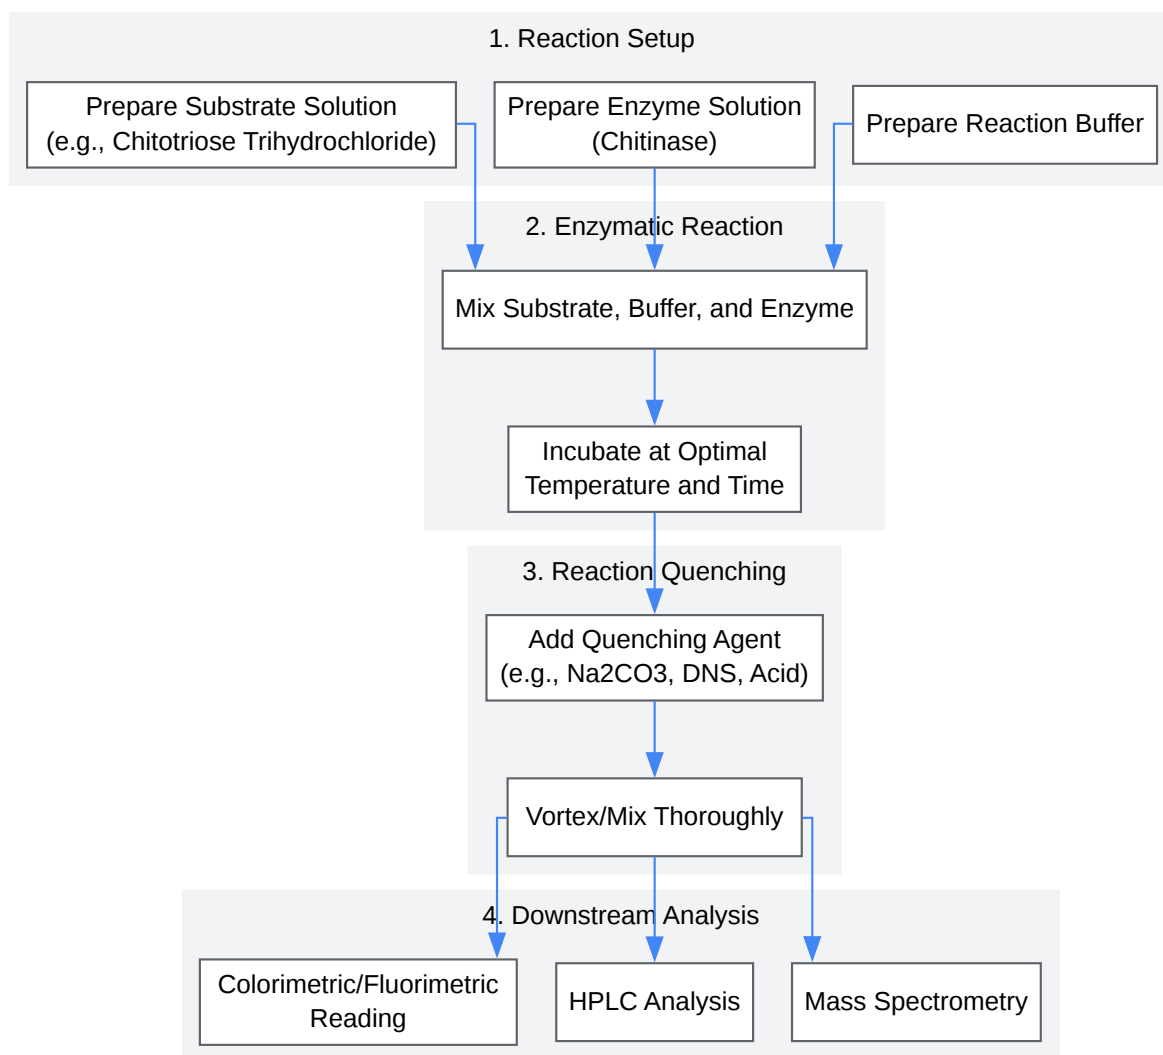 1. Reaction Setup
Prepare Substrate Solution
(e.g., Chitotriose Trihydrochloride)
Prepare Enzyme Solution
(Chitinase)
Prepare Reaction Buffer
2. Enzymatic Reaction
Mix Substrate, Buffer, and Enzyme
Incubate at Optimal
Temperature and Time
3. Reaction Quenching
Add Quenching Agent
(e.g., Na2CO3, DNS, Acid)
Vortex/Mix Thoroughly
4. Downstream Analysis
Colorimetric/Fluorimetric
Reading
HPLC Analysis
Mass Spectrometry